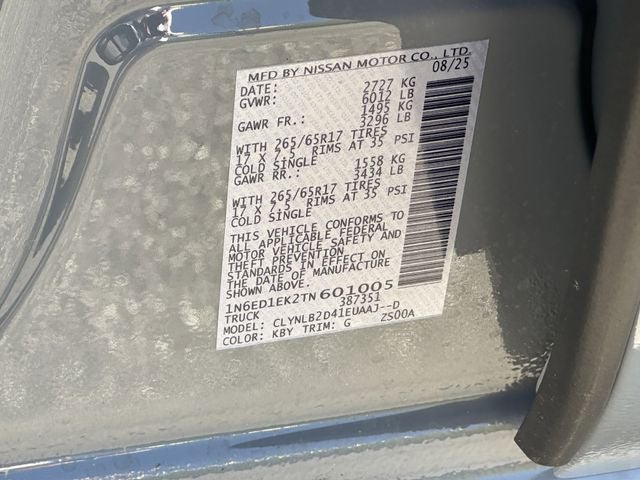 MFD BY NISSAN MOTOR CO., LTD.
DATE: 08/25
GVWR: 2727 KG
6012 LB
GAWR FR.: 1495 KG
3296 LB
WITH 265/65R17 TIRES
17 X 7.5 RIMS AT 35 PSI
COLD SINGLE
GAWR RR.: 1558 KG
3434 LB
WITH 265/65R17 TIRES
17 X 7.5 RIMS AT 35 PSI
COLD SINGLE
THIS VEHICLE CONFORMS TO
ALL APPLICABLE FEDERAL
MOTOR VEHICLE SAFETY AND
THEFT PREVENTION
STANDARDS IN EFFECT ON
THE DATE OF MANUFACTURE
SHOWN ABOVE.
1N6ED1EK2TN601005
TRUCK 387351
MODEL: CLYNLB2D41EUAAJ--D
COLOR: KBY TRIM: G ZS00A